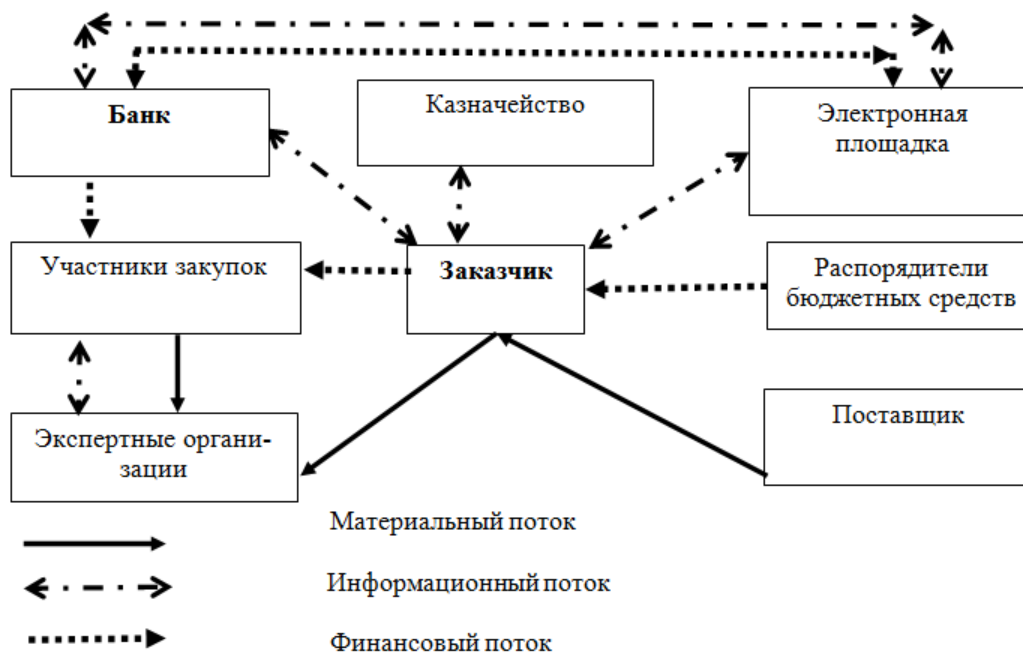 Банк
Казначейство
Электронная
площадка
Участники закупок
Заказчик
Распорядители
бюджетных средств
Экспертные органи-
зации
Поставщик
Материальный поток
Информационный поток
Финансовый поток